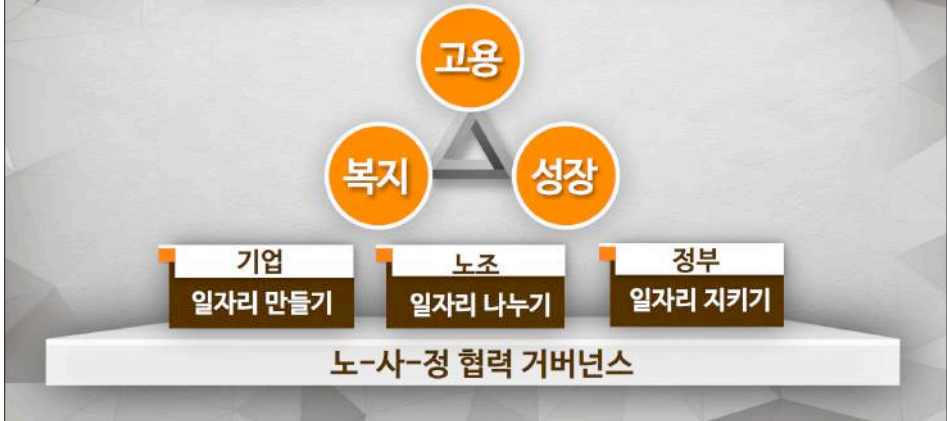 고용
복지
성장
기업
일자리 만들기
노조
일자리 나누기
정부
일자리 지키기
노-사-정 협력 거버넌스